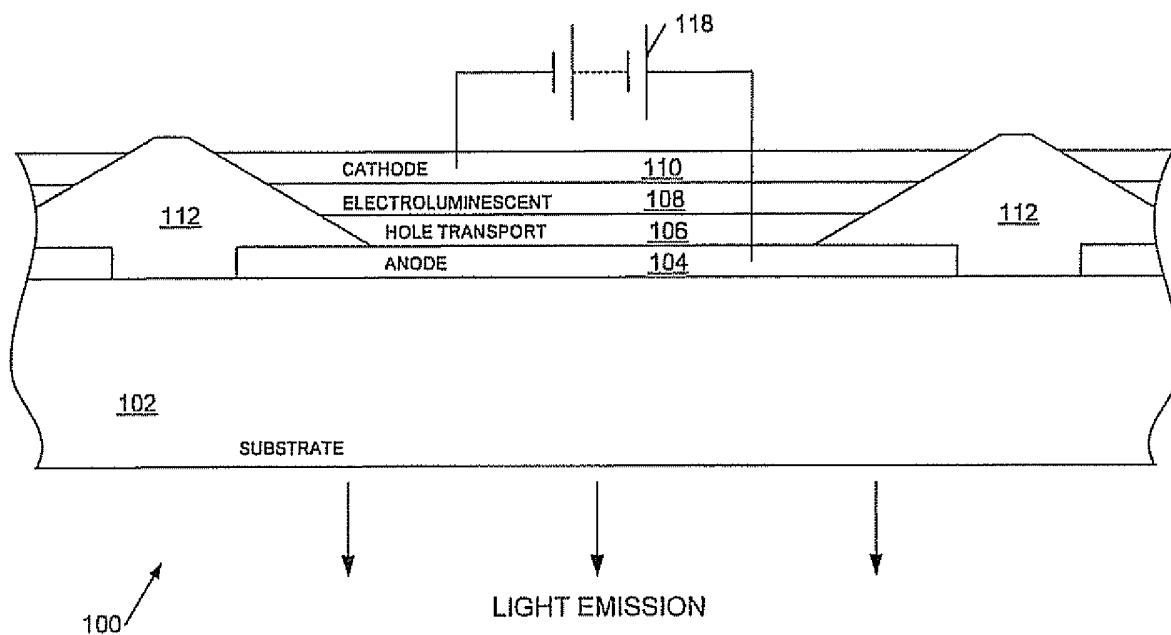 118
CATHODE 110
ELECTROLUMINESCENT 108
112 HOLE TRANSPORT 106 112
ANODE 104
102
SUBSTRATE
100
LIGHT EMISSION